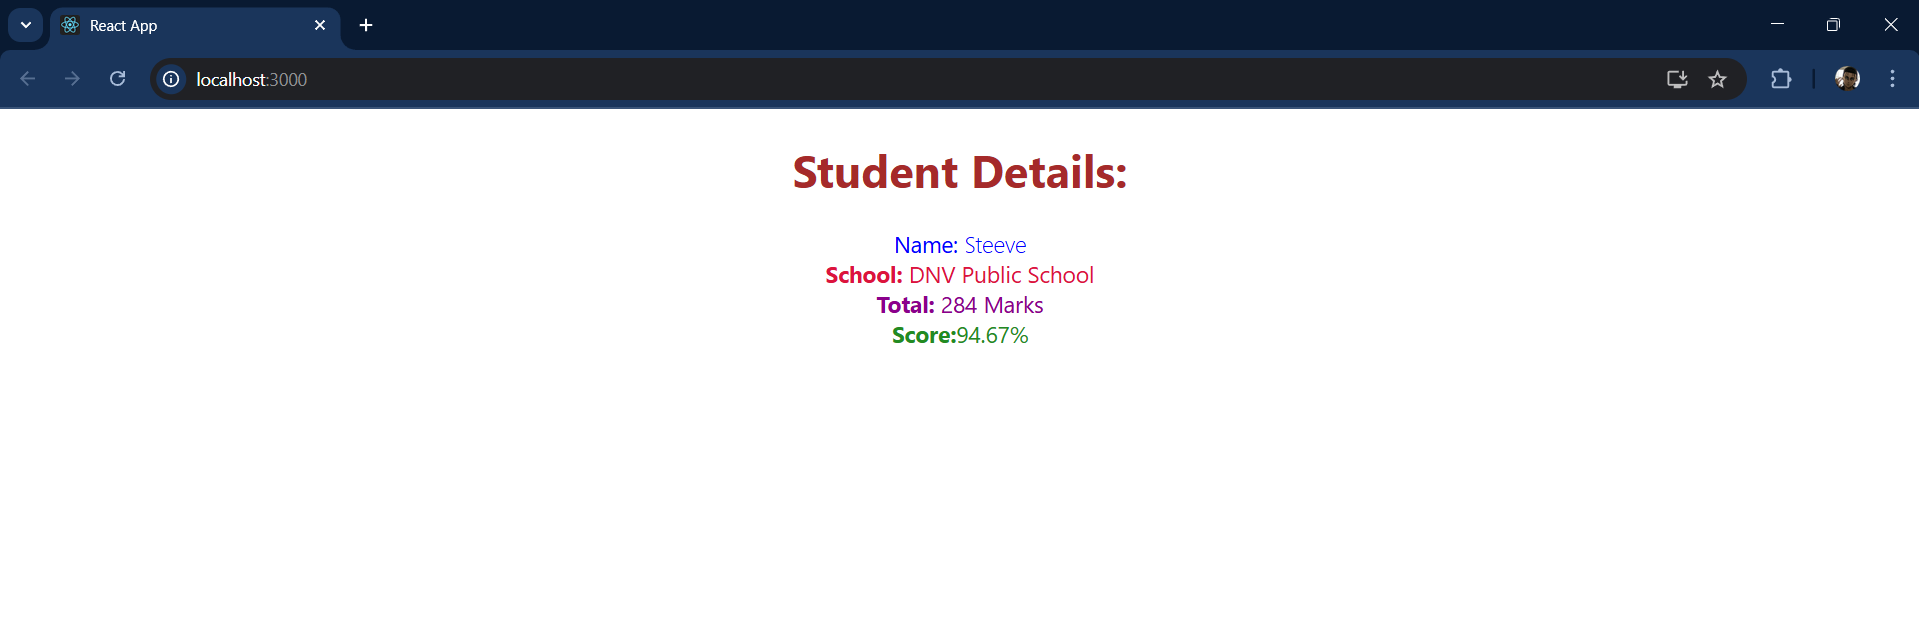 React App
localhost:3000
Student Details:
Name: Steeve
School: DNV Public School
Total: 284 Marks
Score:94.67%